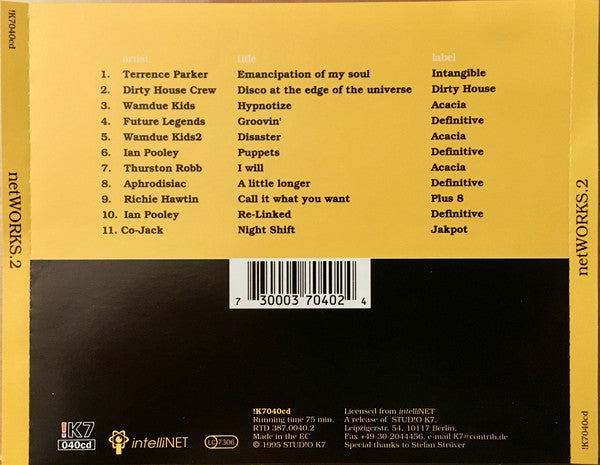 !K7040cd
netWORKS.2
artist title label
1. Terrence Parker Emancipation of my soul Intangible
2. Dirty House Crew Disco at the edge of the universe Dirty House
3. Wamdue Kids Hypnotize Acacia
4. Future Legends Groovin' Definitive
5. Wamdue Kids2 Disaster Acacia
6. Ian Pooley Puppets Definitive
7. Thurston Robb I will Acacia
8. Aphrodisiac A little longer Definitive
9. Richie Hawtin Call it what you want Plus 8
10. Ian Pooley Re-Linked Definitive
11. Co-Jack Night Shift Jakpot
7 30003 70402 4
!K7
040cd
intelliNET
LC 7306
!K7040cd
Running time 75 min.
RTD 387.0040.2
Made in the EC
© 1995 STUD!O K7
Licensed from intelliNET
A release of STUD!O K7,
Leipzigerstr. 54, 10117 Berlin,
Fax +49-30-2044456, e-mail K7@contrib.de
Special thanks to Stefan Strüver
netWORKS.2
!K7040cd